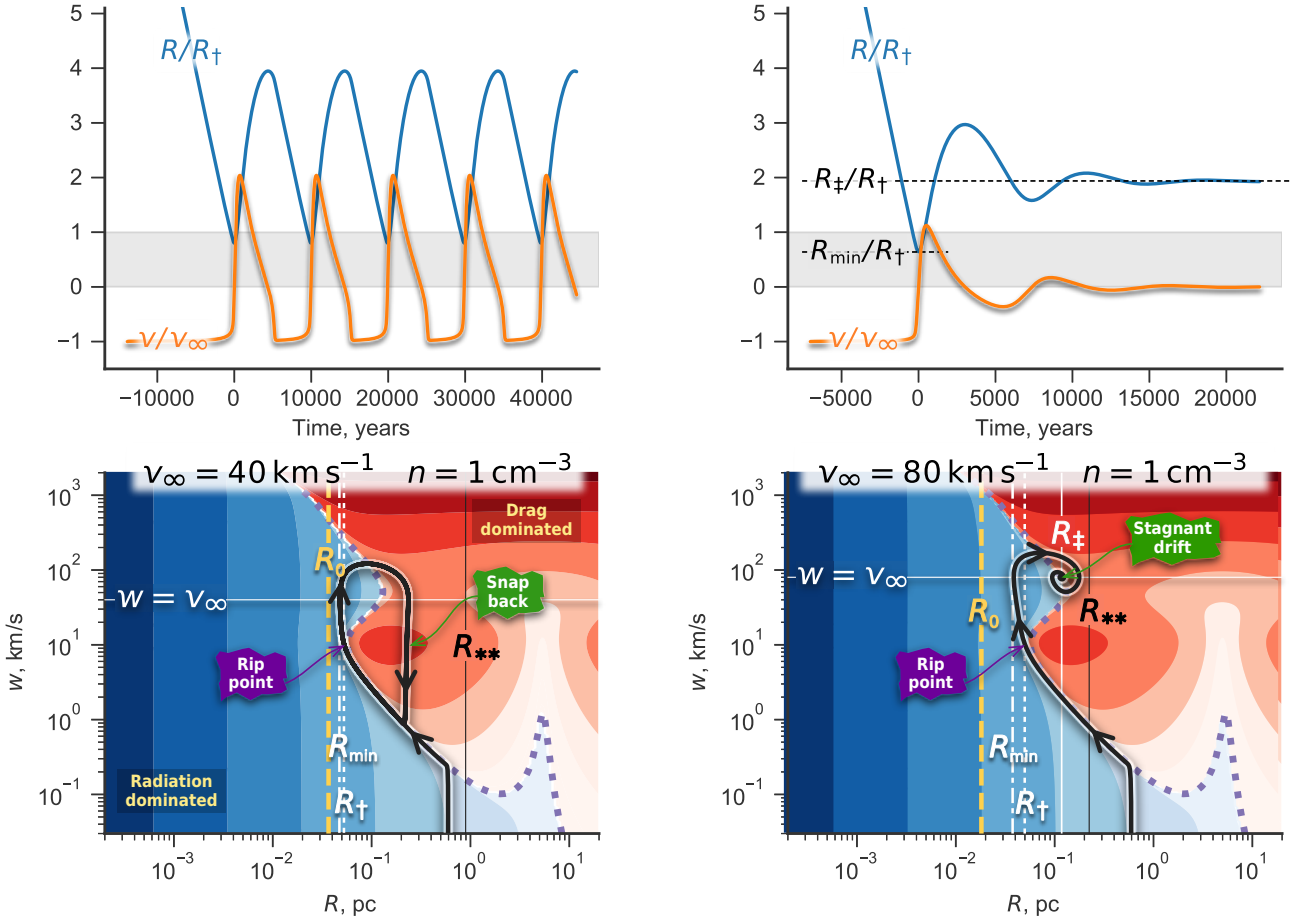 5
4
3
2
1
0
−1
R/R†
v/v∞
−10000 0 10000 20000 30000 40000
Time, years
5
4
3
2
1
0
−1
R/R†
R‡/R†
Rmin/R†
v/v∞
−5000 0 5000 10000 15000 20000
Time, years
v∞ = 40 km s⁻¹ n = 1 cm⁻³
10³
10²
10¹
10⁰
10⁻¹
w, km/s
Drag
dominated
R₀
Snap
back
w = v∞
R**
Rip
point
Rmin
R†
Radiation
dominated
10⁻³ 10⁻² 10⁻¹ 10⁰ 10¹
R, pc
v∞ = 80 km s⁻¹ n = 1 cm⁻³
10³
10²
10¹
10⁰
10⁻¹
w, km/s
R‡
Stagnant
drift
w = v∞
R₀
R**
Rip
point
Rmin
R†
10⁻³ 10⁻² 10⁻¹ 10⁰ 10¹
R, pc